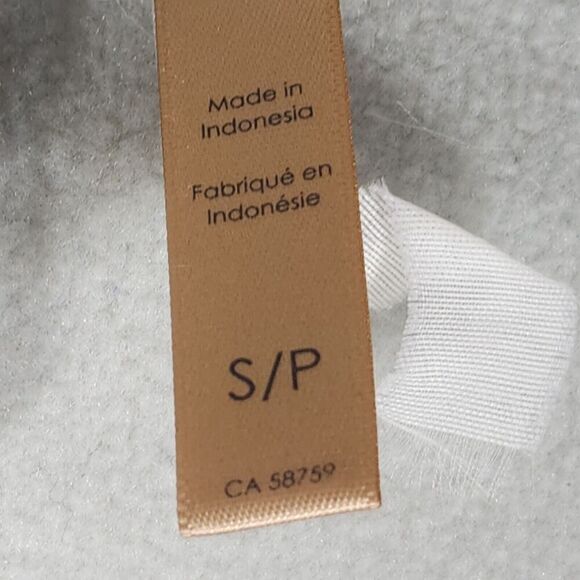 Made in
Indonesia
Fabriqué en
Indonésie
S/P
CA 58759